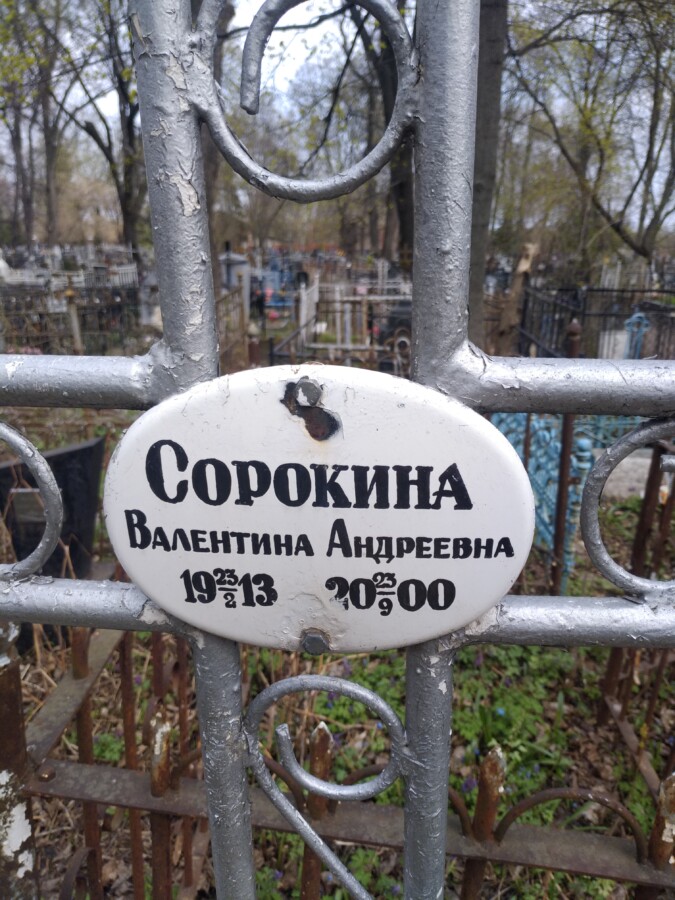 Сорокина
Валентина Андреевна
19 23/2 13 20 23/9 00